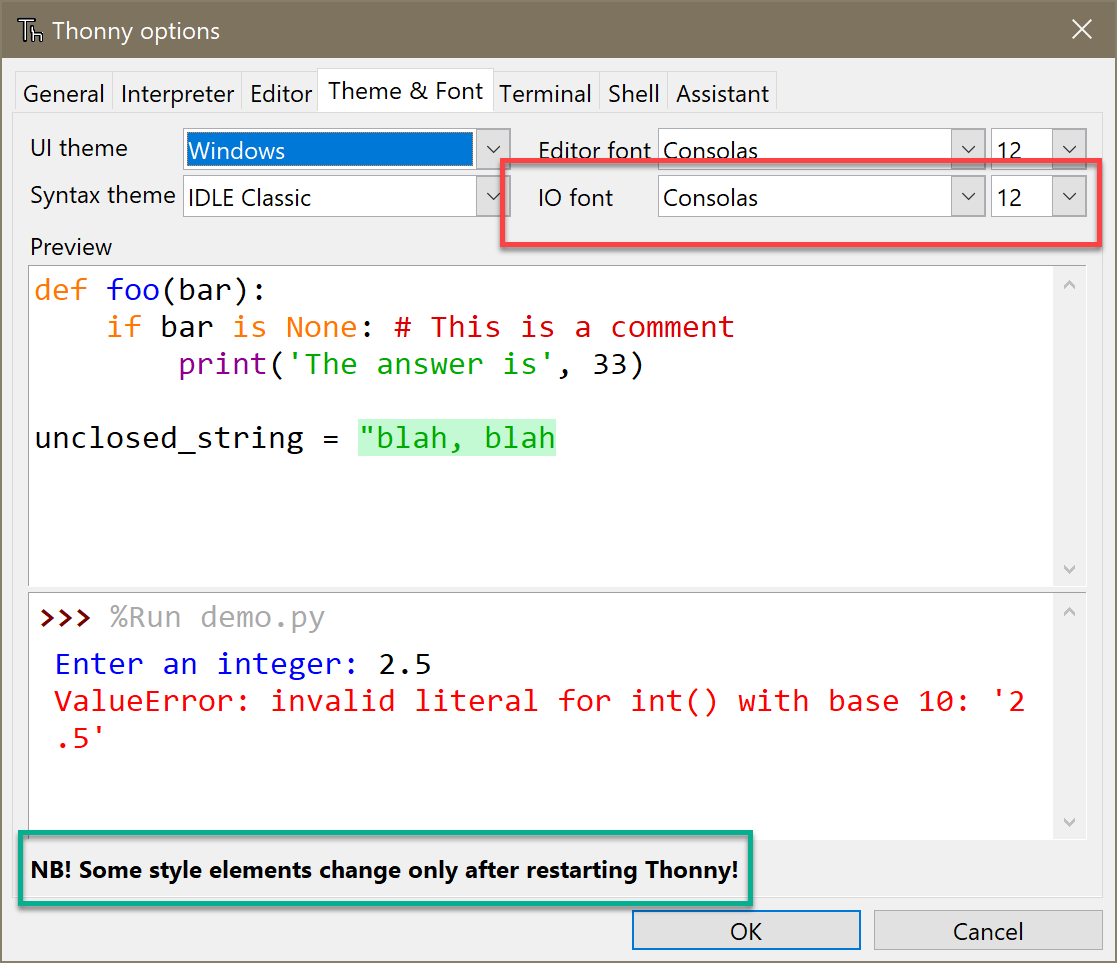 Th Thonny options
General Interpreter Editor Theme & Font Terminal Shell Assistant
UI theme Windows Editor font Consolas 12
Syntax theme IDLE Classic IO font Consolas 12
Preview
def foo(bar):
    if bar is None: # This is a comment
        print('The answer is', 33)
unclosed_string = "blah, blah
>>> %Run demo.py
Enter an integer: 2.5
ValueError: invalid literal for int() with base 10: '2
.5'
NB! Some style elements change only after restarting Thonny!
OK Cancel